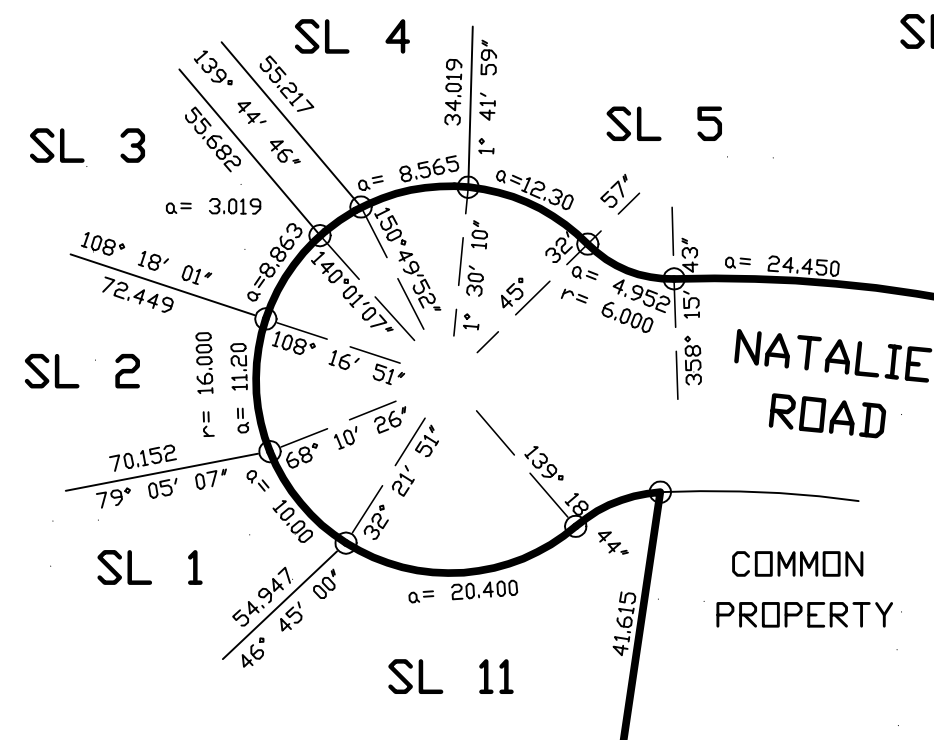 SL 4
SL 5
SL 3
SL 2
SL 1
SL 11
55.217
139° 44' 46"
55.682
34.019
1° 41' 59"
a= 8.565
a=12.30
a= 3.019
a=8.863
150°49'52"
140°01'07"
1° 30' 10"
45° 32' 57"
a= 4.952
r= 6.000
358° 15' 43"
a= 24.450
108° 18' 01"
72.449
108° 16' 51"
r= 16.000
a= 11.20
NATALIE
ROAD
70.152
79° 05' 07"
68° 10' 26"
a= 10.00
32° 21' 51"
139° 18' 44"
54.947
46° 45' 00"
a= 20.400
41.615
COMMON
PROPERTY